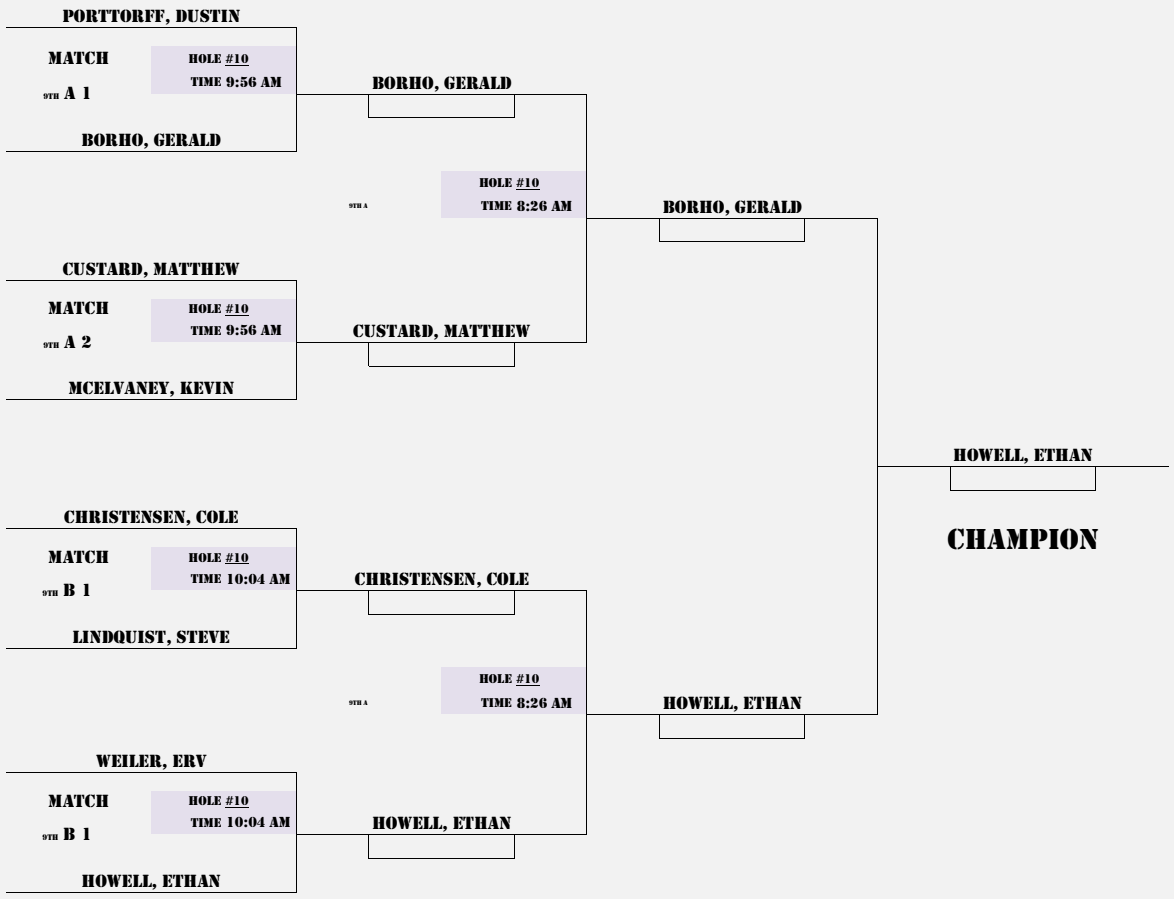 PORTTORFF, DUSTIN
MATCH
HOLE #10
TIME 9:56 AM
9TH A 1
BORHO, GERALD
BORHO, GERALD
HOLE #10
TIME 8:26 AM
9TH A
BORHO, GERALD
CUSTARD, MATTHEW
MATCH
HOLE #10
TIME 9:56 AM
9TH A 2
CUSTARD, MATTHEW
MCELVANEY, KEVIN
HOWELL, ETHAN
CHAMPION
CHRISTENSEN, COLE
MATCH
HOLE #10
TIME 10:04 AM
9TH B 1
CHRISTENSEN, COLE
LINDQUIST, STEVE
HOLE #10
TIME 8:26 AM
9TH A
HOWELL, ETHAN
WEILER, ERV
MATCH
HOLE #10
TIME 10:04 AM
9TH B 1
HOWELL, ETHAN
HOWELL, ETHAN